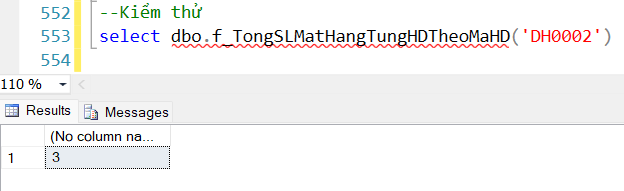 552 --Kiểm thử
553 select dbo.f_TongSLMatHangTungHDTheoMaHD('DH0002')
554
110 %
Results Messages
(No column na...
1 3